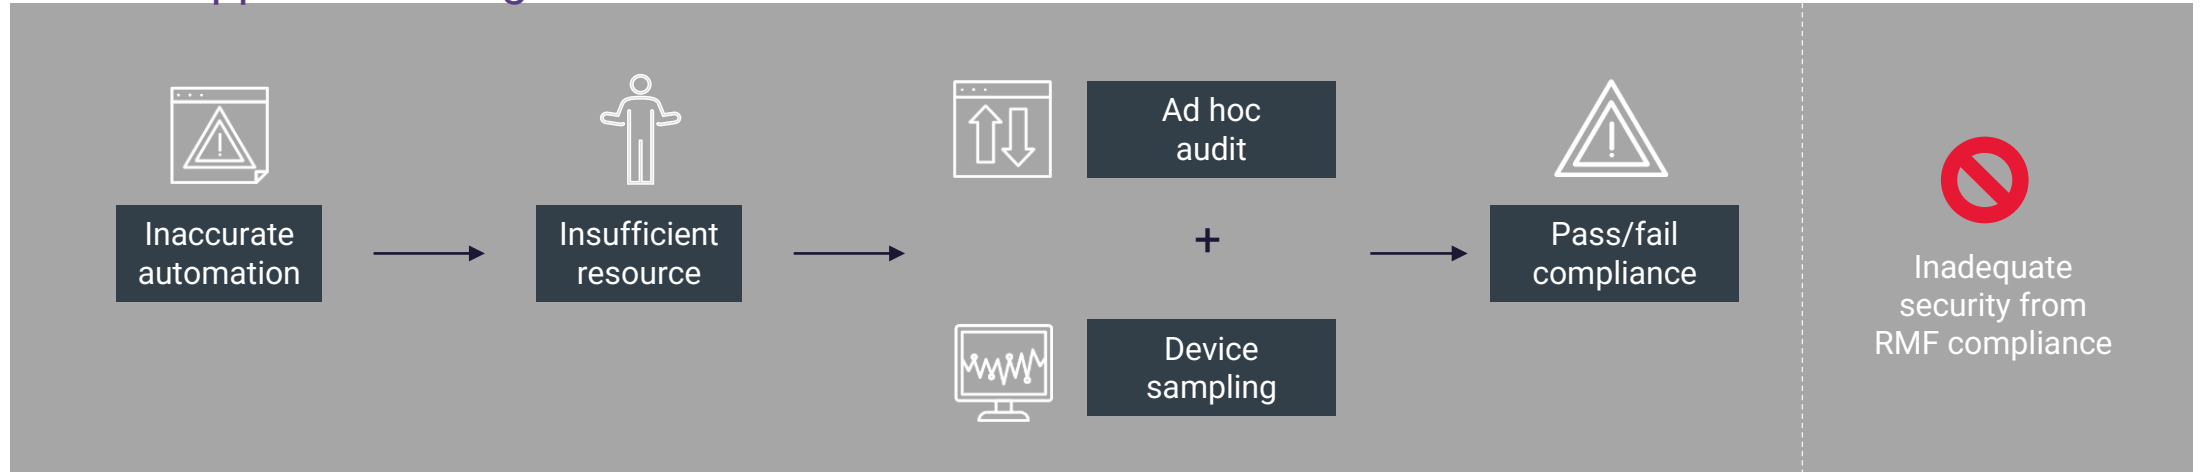 Inaccurate
automation
Insufficient
resource
Ad hoc
audit
+
Device
sampling
Pass/fail
compliance
Inadequate
security from
RMF compliance